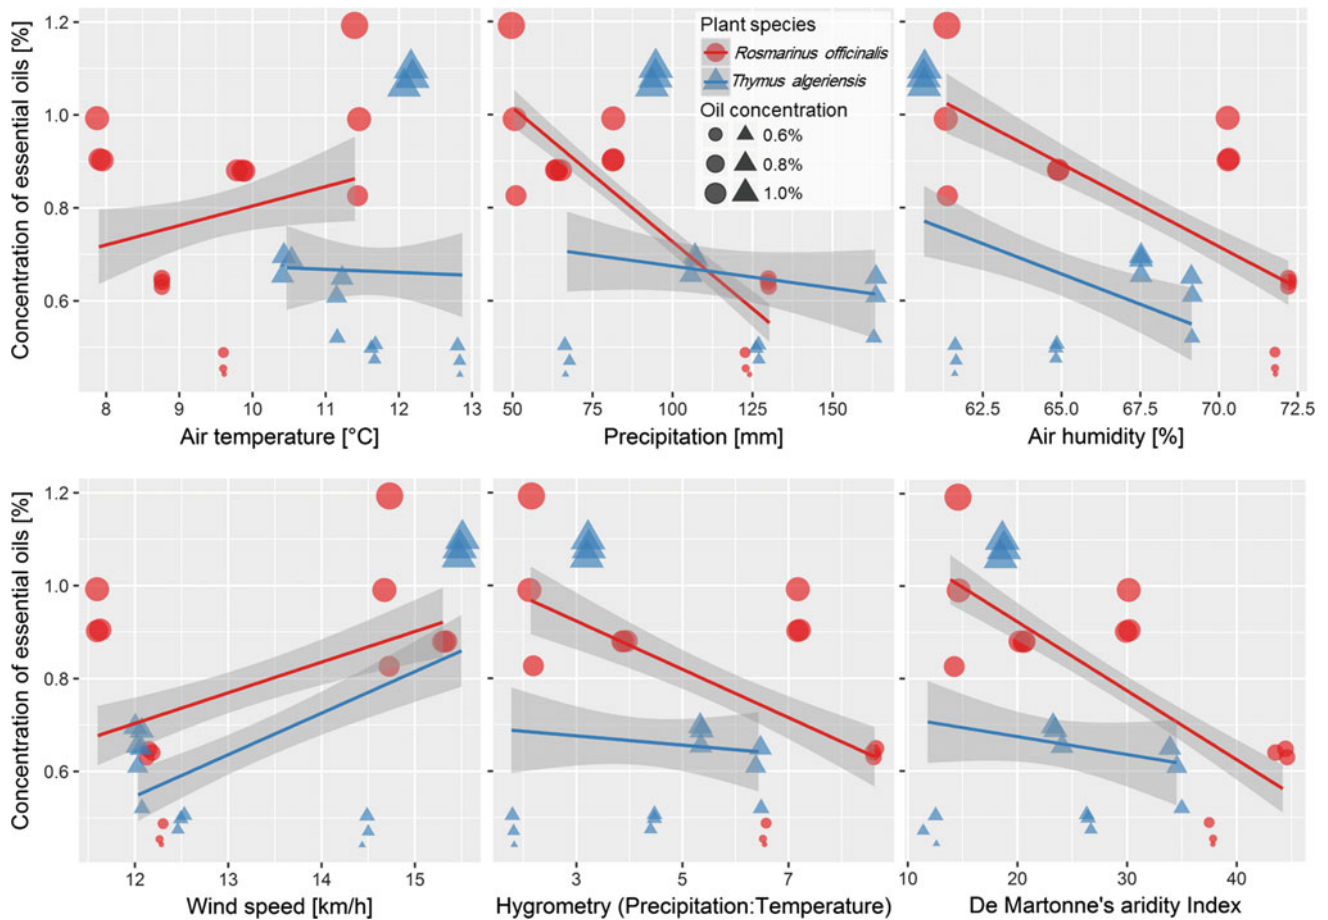 Concentration of essential oils [%]
1.2
1.0
0.8
0.6
8 9 10 11 12 13
Air temperature [°C]
50 75 100 125 150
Precipitation [mm]
Plant species
Rosmarinus officinalis
Thymus algeriensis
Oil concentration
0.6%
0.8%
1.0%
62.5 65.0 67.5 70.0 72.5
Air humidity [%]
Concentration of essential oils [%]
1.2
1.0
0.8
0.6
12 13 14 15
Wind speed [km/h]
3 5 7
Hygrometry (Precipitation:Temperature)
10 20 30 40
De Martonne's aridity Index